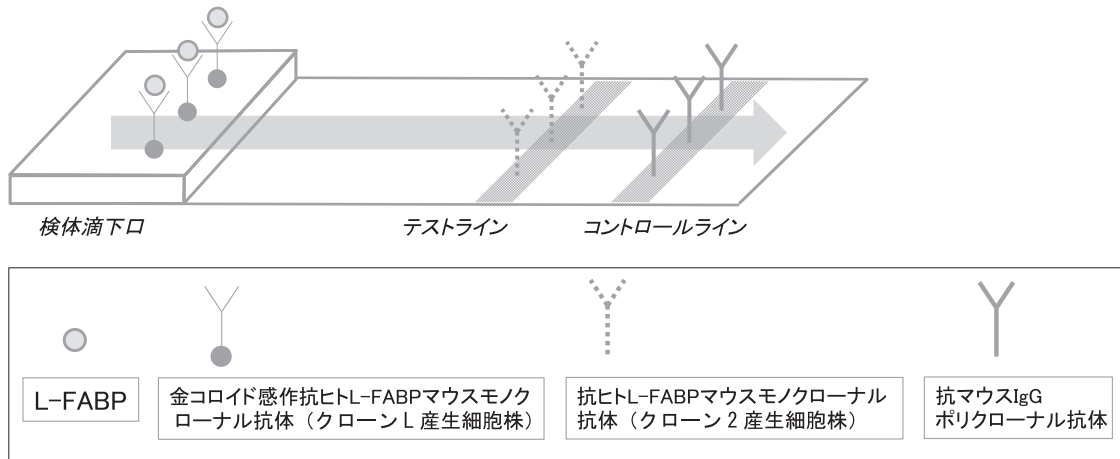 検体滴下口
テストライン
コントロールライン
L-FABP
金コロイド感作抗ヒトL-FABPマウスモノク
ローナル抗体（クローンL産生細胞株）
抗ヒトL-FABPマウスモノクローナル
抗体（クローン2産生細胞株）
抗マウスIgG
ポリクローナル抗体